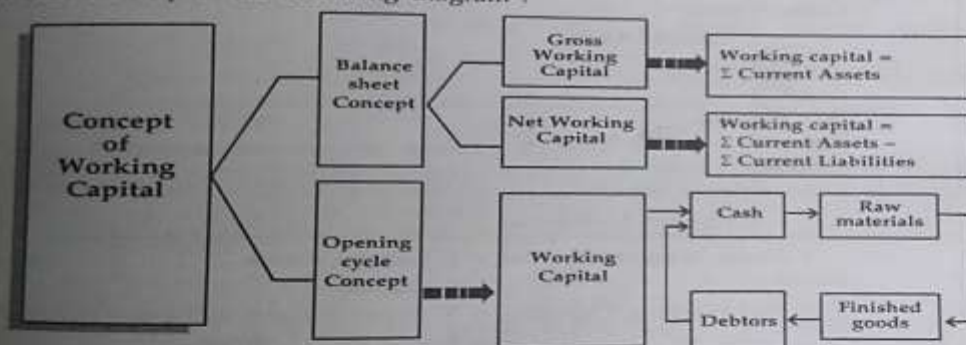 Concept
of
Working
Capital
Balance
sheet
Concept
Gross
Working
Capital
Working capital =
Σ Current Assets
Net Working
Capital
Working capital =
Σ Current Assets –
Σ Current Liabilities
Opening
cycle
Concept
Working
Capital
Cash
Raw
materials
Debtors
Finished
goods